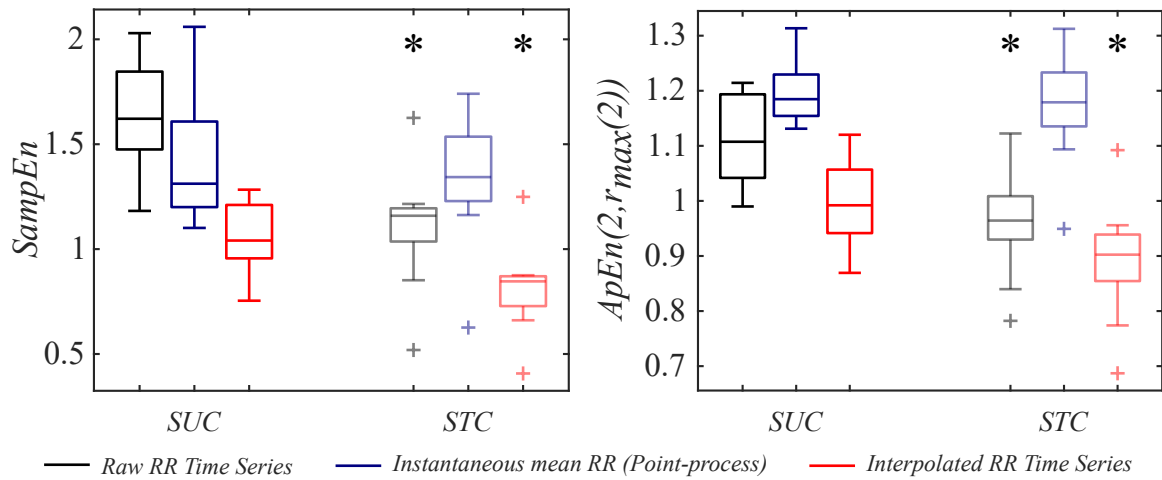 SampEn
2
1.5
1
0.5
* *
SUC STC
ApEn(2,r_max(2))
1.3
1.2
1.1
1
0.9
0.8
0.7
* *
SUC STC
Raw RR Time Series Instantaneous mean RR (Point-process) Interpolated RR Time Series